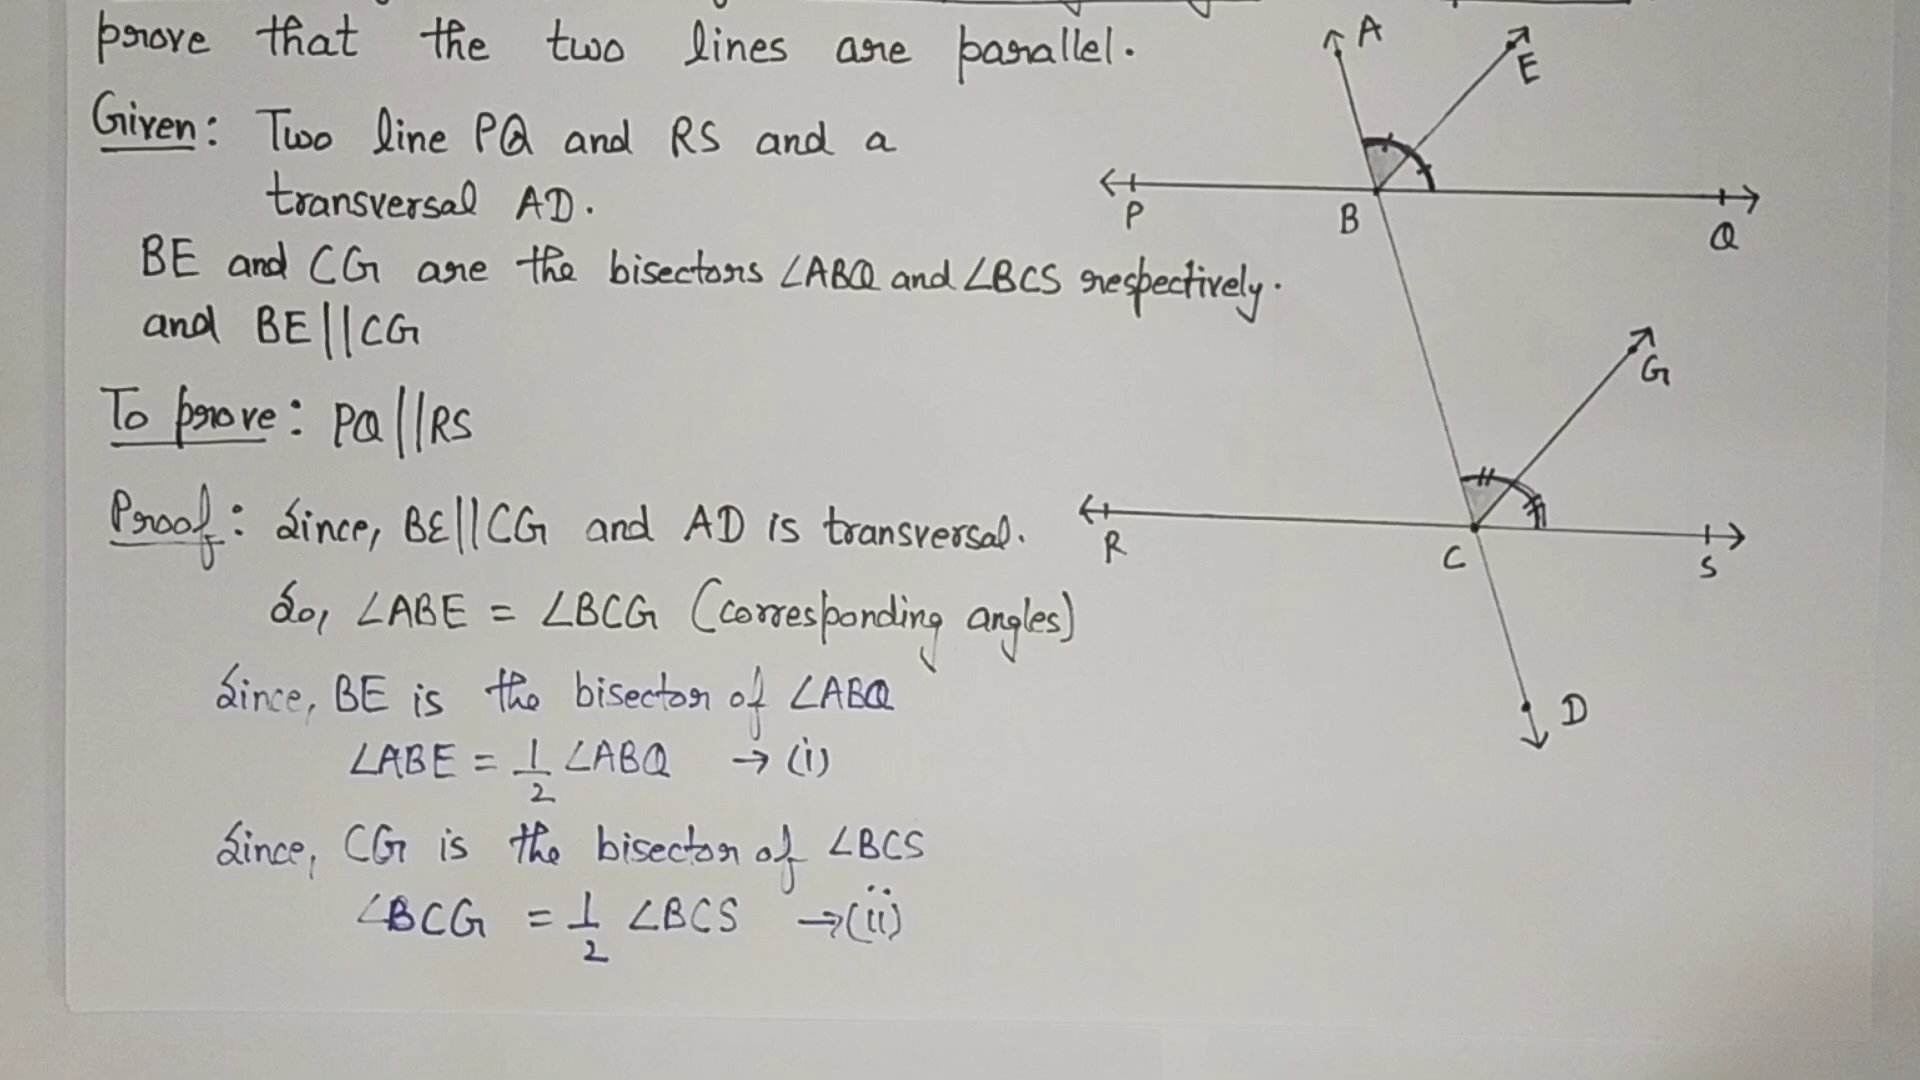 prove that the two lines are parallel.
Given: Two line PQ and RS and a
transversal AD.
BE and CG are the bisectors ∠ABQ and ∠BCS respectively.
and BE||CG
To prove: PQ||RS
Proof: Since, BE||CG and AD is transversal.
So, ∠ABE = ∠BCG (corresponding angles)
Since, BE is the bisector of ∠ABQ
∠ABE = 1/2 ∠ABQ → (i)
Since, CG is the bisector of ∠BCS
∠BCG = 1/2 ∠BCS → (ii)
A
E
P
B
Q
G
R
C
S
D